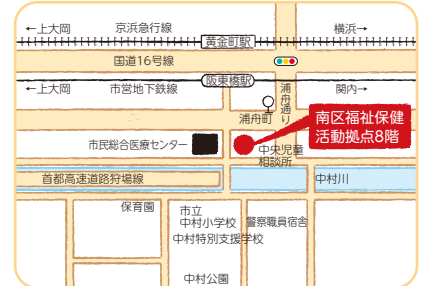 ←上大岡 京浜急行線 横浜→
黄金町駅
国道16号線
阪東橋駅
←上大岡 市営地下鉄線 関内→
浦舟通り
浦舟町
南区福祉保健
活動拠点8階
市民総合医療センター
中央児童
相談所
首都高速道路狩場線 中村川
保育園
市立
中村小学校
警察職員宿舎
中村特別支援学校
中村公園